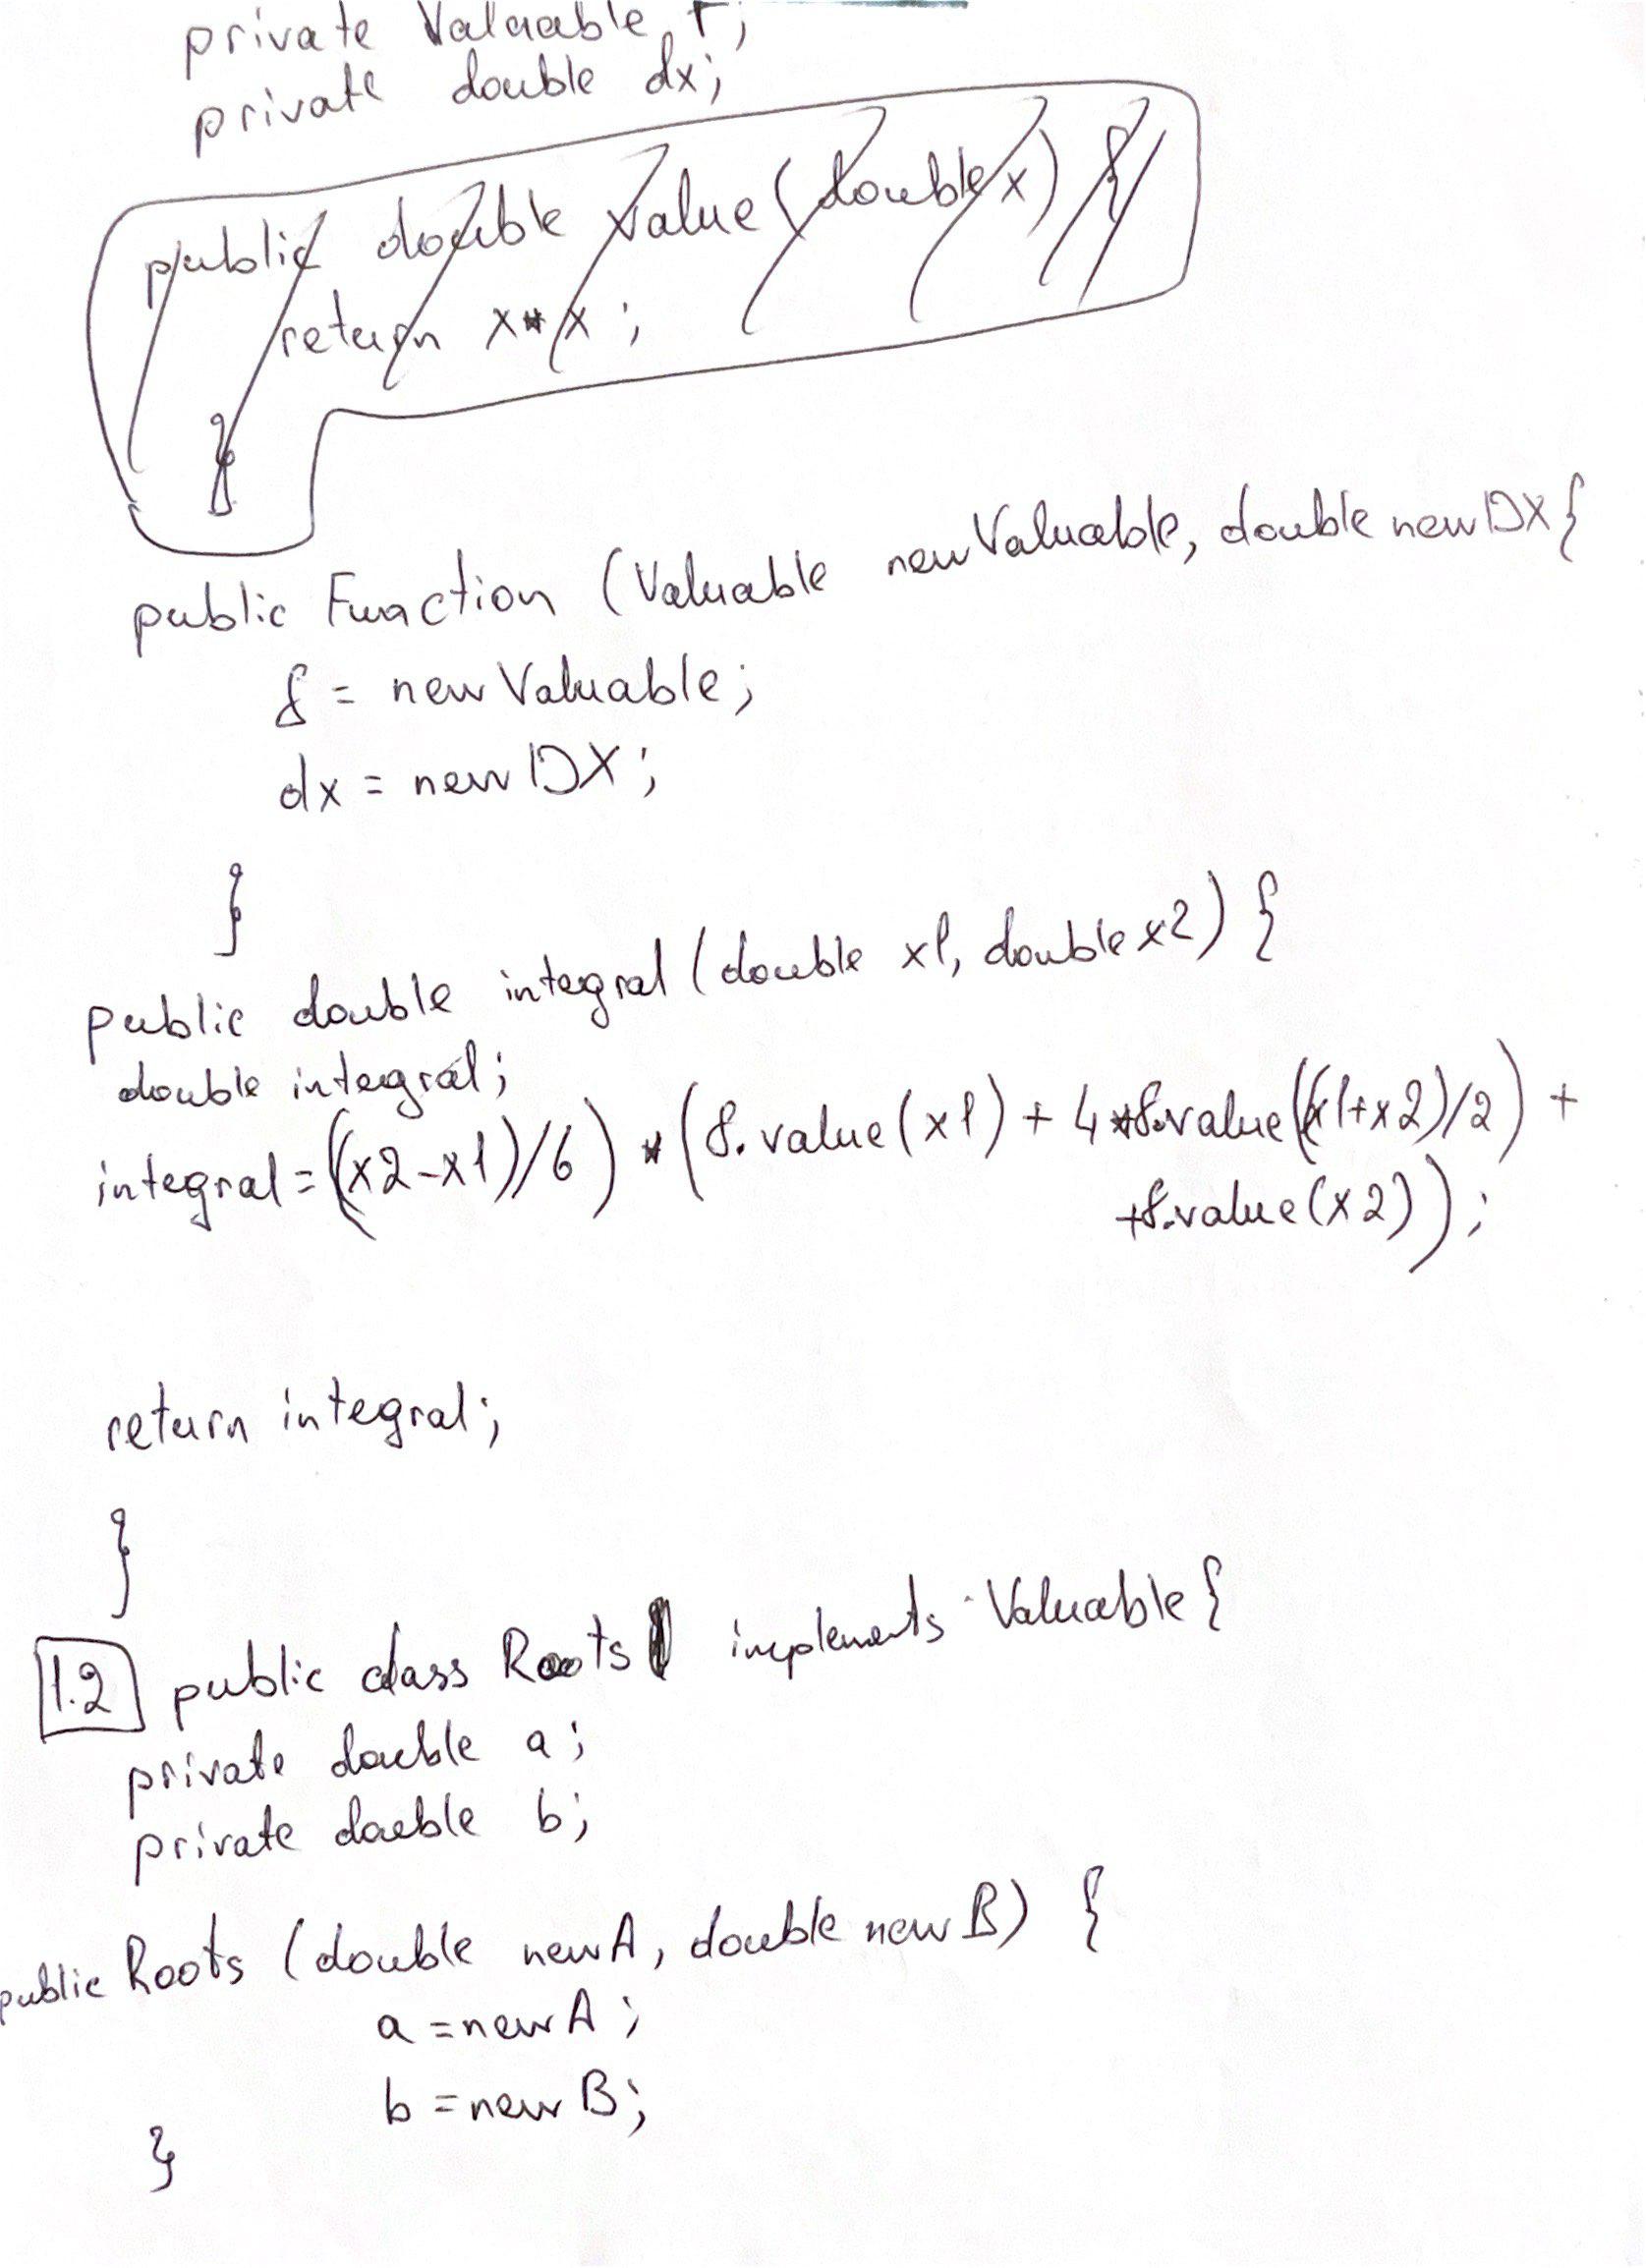 private Valuable f;
private double dx;
public double value(double x) {
return x*x;
}
public Function (Valuable newValuable, double newDX{
f = newValuable;
dx = newDX;
}
public double integral (double x1, double x2) {
double integral;
integral = ((x2-x1)/6) * (f.value(x1) + 4*f.value((x1+x2)/2) +
+f.value(x2));
return integral;
}
1.2 public class Roots implements Valuable{
private double a;
private double b;
public Roots (double newA, double newB) {
a = newA;
b = newB;
}